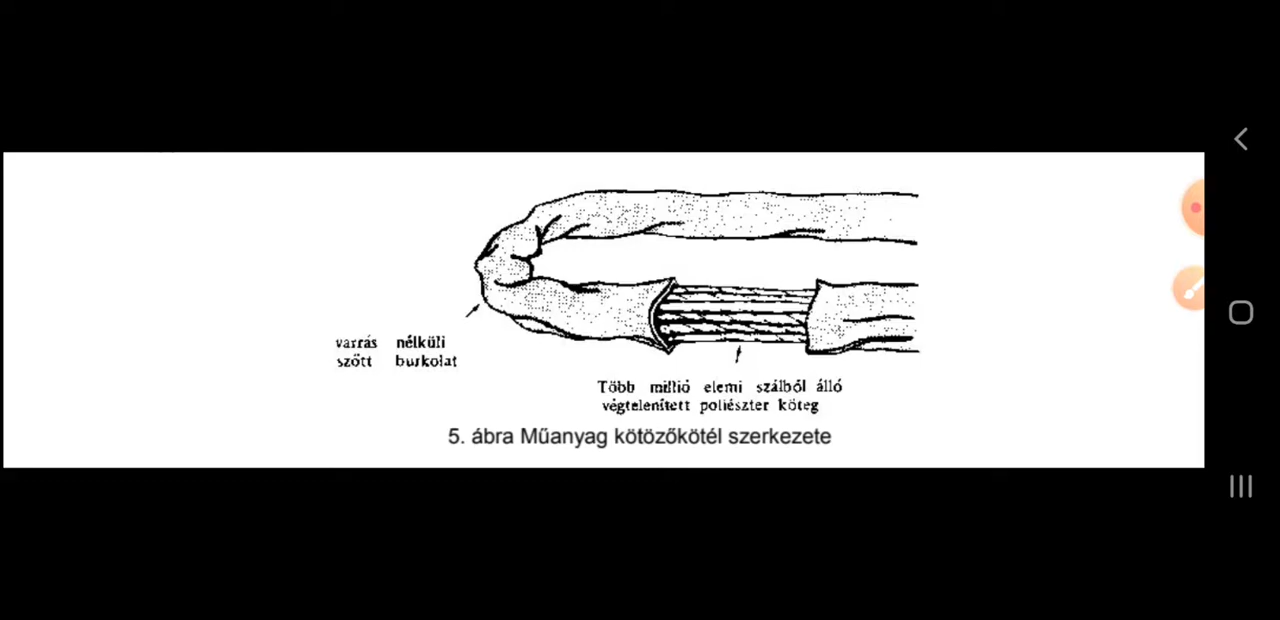 varrás nélküli
szőtt burkolat
Több millió elemi szálból álló
végtelenített poliészter köteg
5. ábra Műanyag kötözőkötél szerkezete